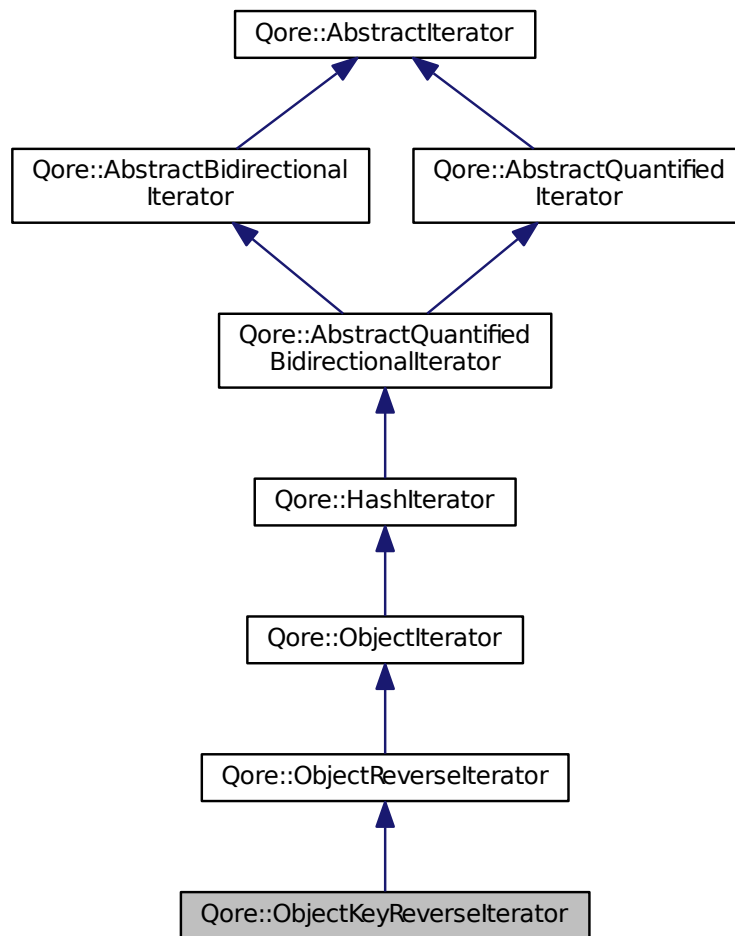 Qore::AbstractIterator
Qore::AbstractBidirectional
Iterator
Qore::AbstractQuantified
Iterator
Qore::AbstractQuantified
BidirectionalIterator
Qore::HashIterator
Qore::ObjectIterator
Qore::ObjectReverseIterator
Qore::ObjectKeyReverseIterator